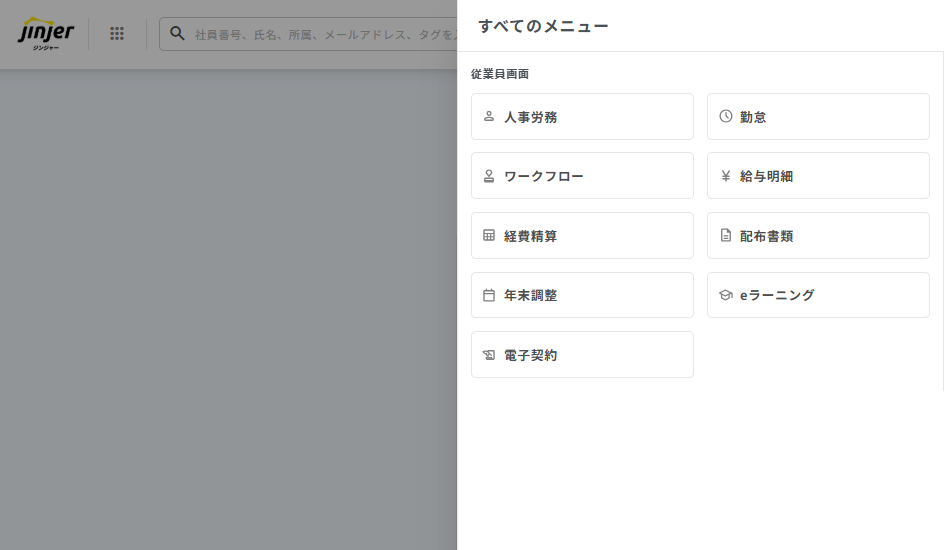 jinjer
ジンジャー
社員番号、氏名、所属、メールアドレス、タグを
すべてのメニュー
従業員画面
人事労務
勤怠
ワークフロー
給与明細
経費精算
配布書類
年末調整
eラーニング
電子契約